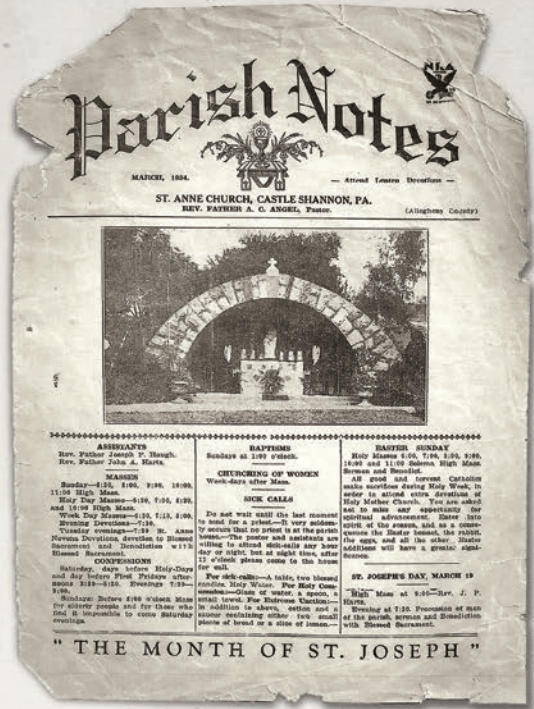 NRA
Parish Notes
MARCH, 1934.
— Attend Lenten Devotions —
ST. ANNE CHURCH, CASTLE SHANNON, PA.
REV. FATHER A. C. ANGEL, Pastor.
(Allegheny County)
ASSISTANTS
Rev. Father Joseph P. Haugh.
Rev. Father John A. Harts.
MASSES
Sunday—6:30, 8:00, 9:00, 10:00,
11:00 High Mass.
Holy Day Masses—6:30, 7:00, 8:30,
and 10:00 High Mass.
Week Day Masses—6:30, 7:15, 8:00.
Evening Devotions—7:30.
Tuesday evenings—7:30 St. Anne
Novena Devotions, devotion to Blessed
Sacrament and Benediction with
Blessed Sacrament.
CONFESSIONS
Saturday, days before Holy-Days
and day before First Fridays after-
noons 3:30—5:30. Evenings 7:30—
9:00.
Sundays: Before 8:00 o'clock Mass
for elderly people and for those who
find it impossible to come Saturday
evenings.
BAPTISMS
Sundays at 1:00 o'clock.
CHURCHING OF WOMEN
Week-days after Mass.
SICK CALLS
Do not wait until the last moment
to send for a priest.—It very seldom-
ly occurs that no priest is at the parish
house.—The pastor and assistants are
willing to attend sick-calls any hour
day or night, but at night time, after
12 o'clock please come to the house
for call.
For sick-calls:—A table, two blessed
candles, Holy Water. For Holy Com-
munion:—Glass of water, a spoon, a
small towel. For Extreme Unction:—
in addition to above, cotton and a
saucer containing either two small
pieces of bread or a slice of lemon.—
EASTER SUNDAY
Holy Masses 6:00, 7:00, 8:00, 9:00,
10:00 and 11:00 Solemn High Mass.
Sermon and Benedict.
All good and fervent Catholics
make sacrifices during Holy Week, in
order to attend extra devotions of
Holy Mother Church. You are asked
not to miss any opportunity for
spiritual advancement. Enter into
spirit of the season, and as a conse-
quence the Easter bonnet, the rabbit,
the eggs, and all the other Easter
additions will have a greater signi-
ficance.
ST. JOSEPH'S DAY, MARCH 19
High Mass at 9:00—Rev. J. P.
Harts.
Evening at 7:30. Procession of men
of the parish, sermon and Benediction
with Blessed Sacrament.
" THE MONTH OF ST. JOSEPH "